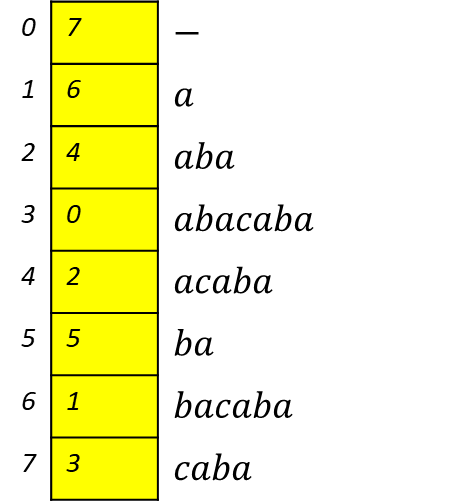 0 7 –
1 6 a
2 4 aba
3 0 abacaba
4 2 acaba
5 5 ba
6 1 bacaba
7 3 caba